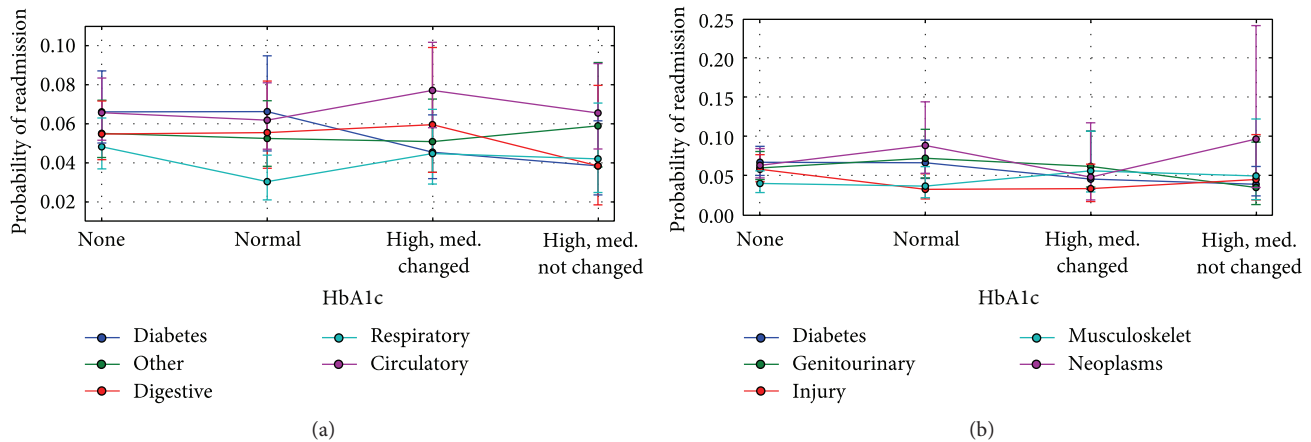 Probability of readmission
0.10
0.08
0.06
0.04
0.02
None
Normal
High, med.
changed
High, med.
not changed
HbA1c
Diabetes
Other
Digestive
Respiratory
Circulatory
(a)
Probability of readmission
0.25
0.20
0.15
0.10
0.05
0.00
None
Normal
High, med.
changed
High, med.
not changed
HbA1c
Diabetes
Genitourinary
Injury
Musculoskelet
Neoplasms
(b)